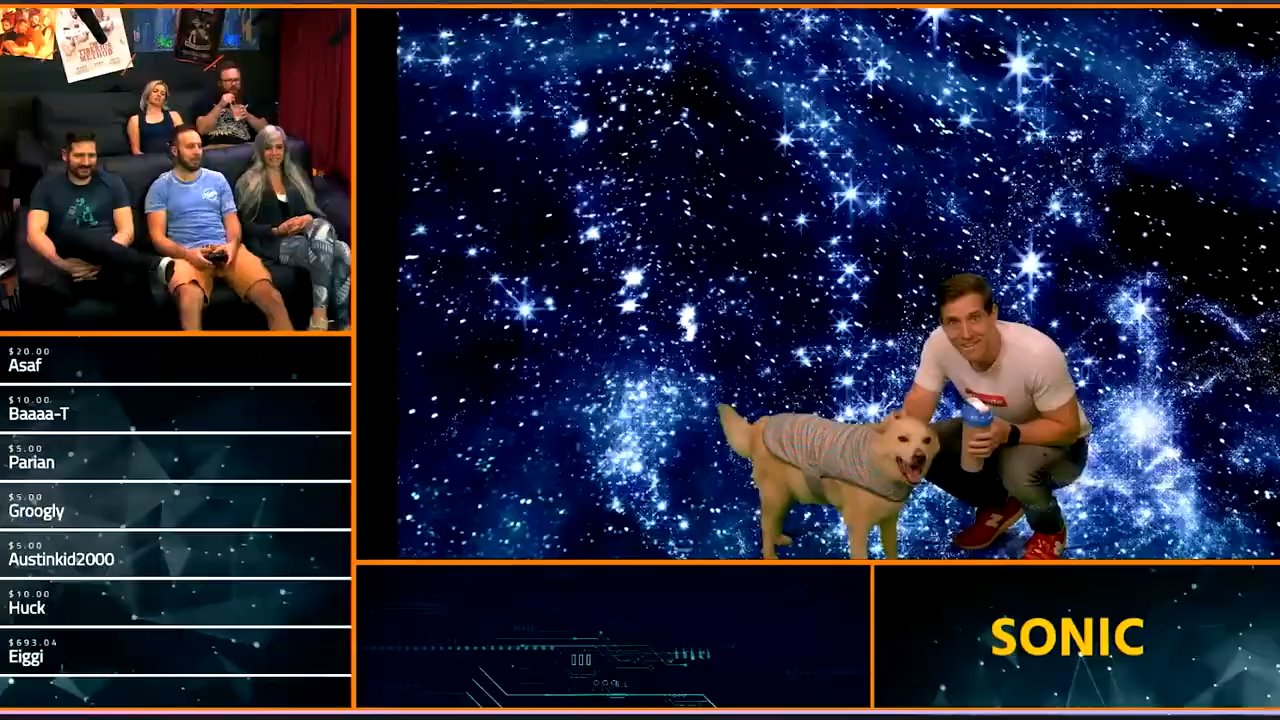 $20.00
Asaf
$10.00
Baaaa-T
$5.00
Parian
$5.00
Groogly
$5.00
Austinkid2000
$10.00
Huck
$693.04
Eiggi
SONIC